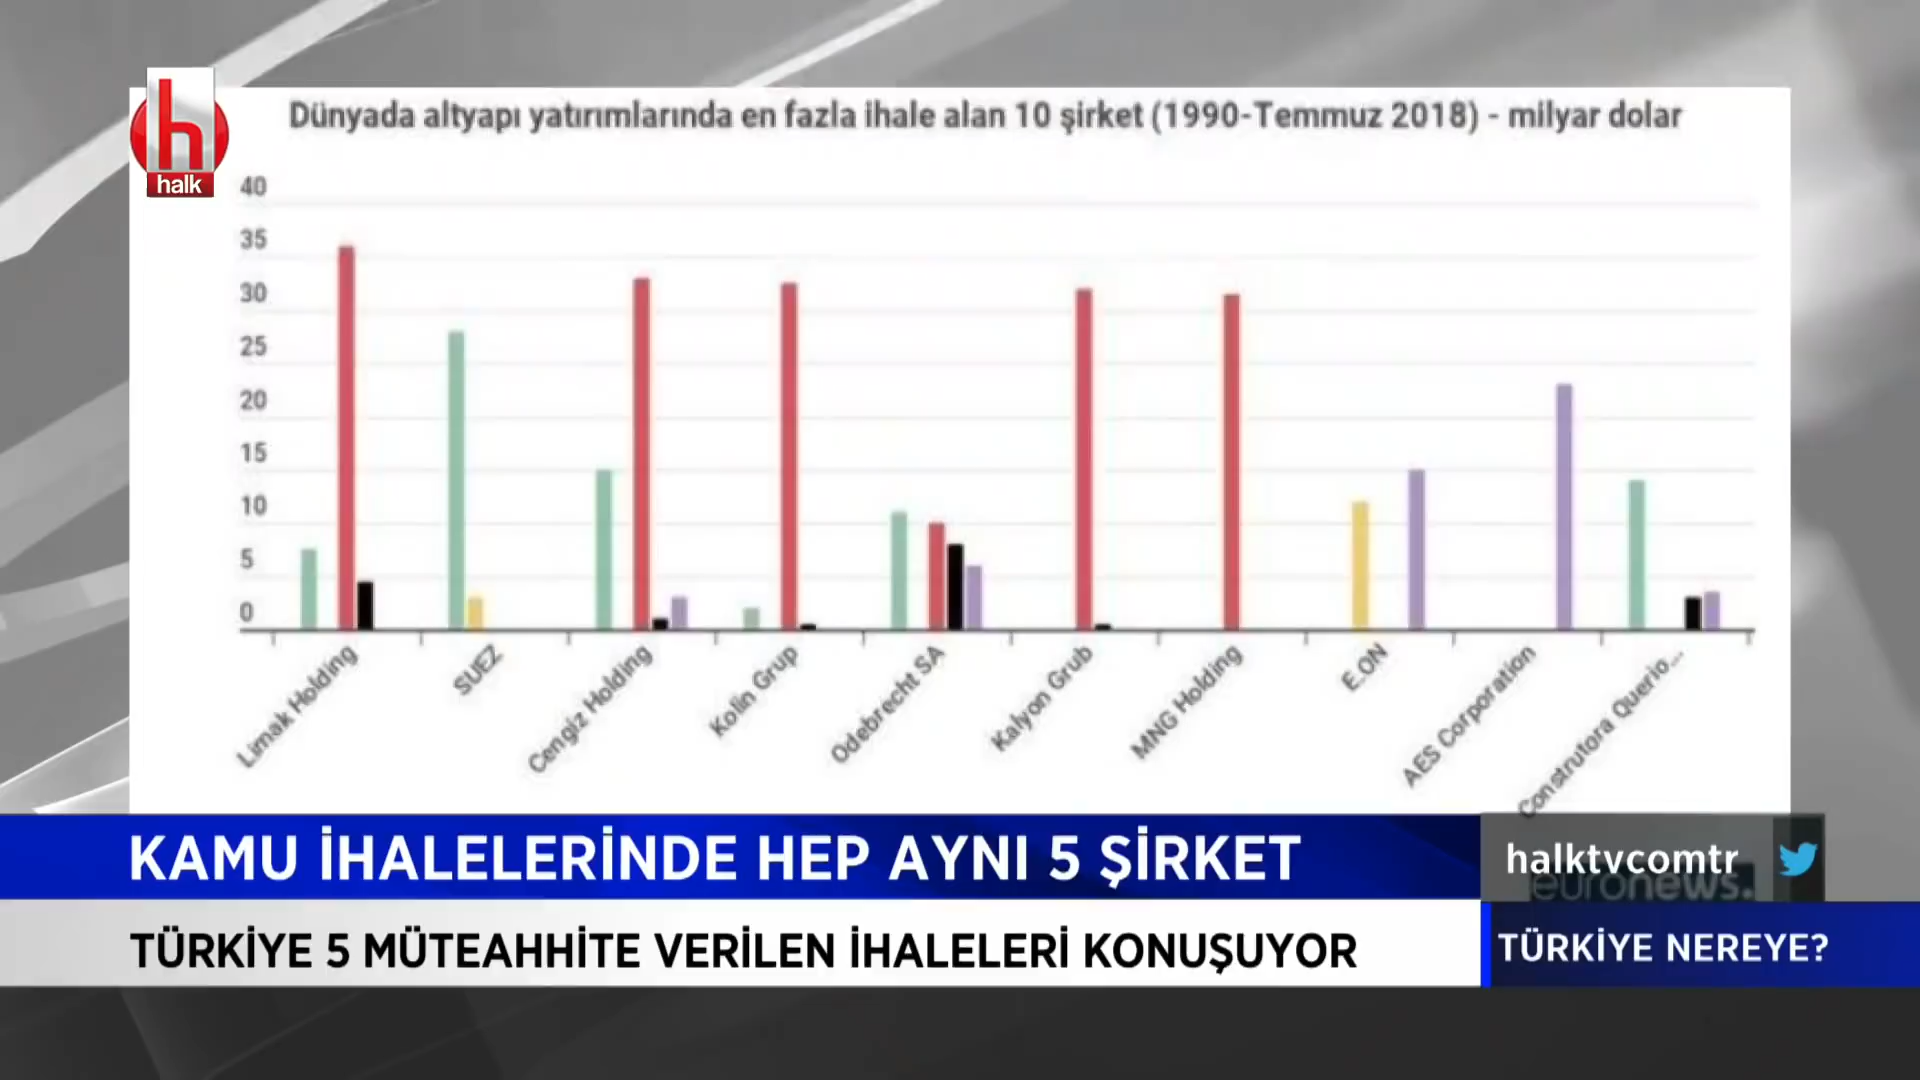 h
halk
Dünyada altyapı yatırımlarında en fazla ihale alan 10 şirket (1990-Temmuz 2018) - milyar dolar
40
35
30
25
20
15
10
5
0
Limak Holding
SUEZ
Cengiz Holding
Kolin Grup
Odebrecht SA
Kalyon Grub
MNG Holding
E.ON
AES Corporation
Construtora Querio...
KAMU İHALELERİNDE HEP AYNI 5 ŞİRKET
halktvcomtr
euronews.
TÜRKİYE 5 MÜTEAHHİTE VERİLEN İHALELERİ KONUŞUYOR
TÜRKİYE NEREYE?